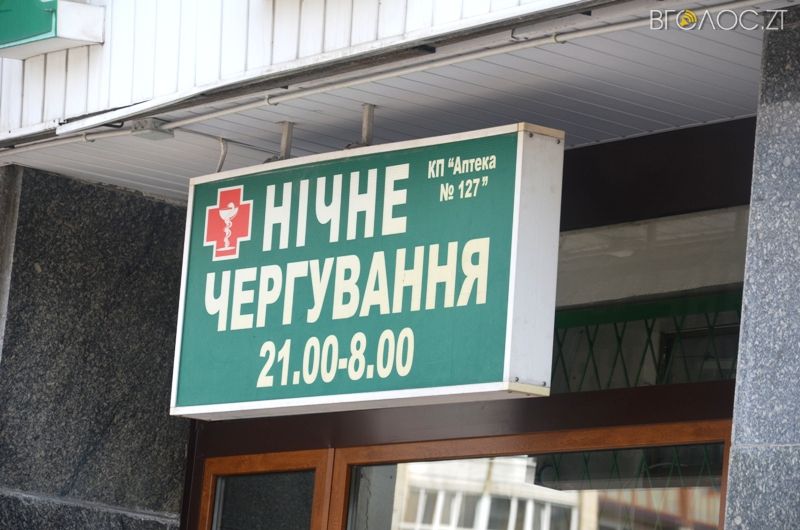 ВГОЛОС.ZT
КП "Аптека
№ 127"
НІЧНЕ
ЧЕРГУВАННЯ
21.00-8.00